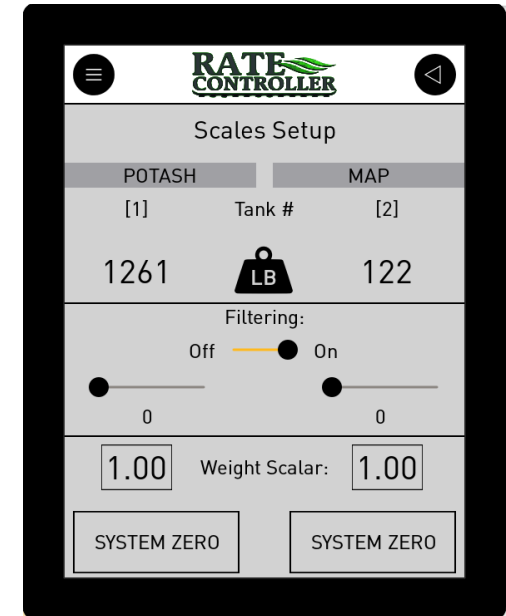 RATE
CONTROLLER
Scales Setup
POTASH MAP
[1] Tank # [2]
1261 LB 122
Filtering:
Off On
0 0
1.00 Weight Scalar: 1.00
SYSTEM ZERO SYSTEM ZERO